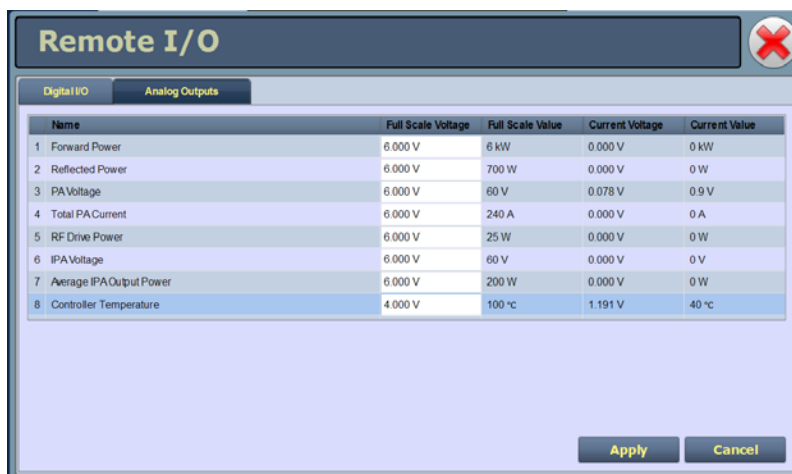 Remote I/O
Digital I/O Analog Outputs
Name Full Scale Voltage Full Scale Value Current Voltage Current Value
1 Forward Power 6.000 V 6 kW 0.000 V 0 kW
2 Reflected Power 6.000 V 700 W 0.000 V 0 W
3 PA Voltage 6.000 V 60 V 0.078 V 0.9 V
4 Total PA Current 6.000 V 240 A 0.000 V 0 A
5 RF Drive Power 6.000 V 25 W 0.000 V 0 W
6 IPA Voltage 6.000 V 60 V 0.000 V 0 V
7 Average IPA Output Power 6.000 V 200 W 0.000 V 0 W
8 Controller Temperature 4.000 V 100 °C 1.191 V 40 °C
Apply Cancel